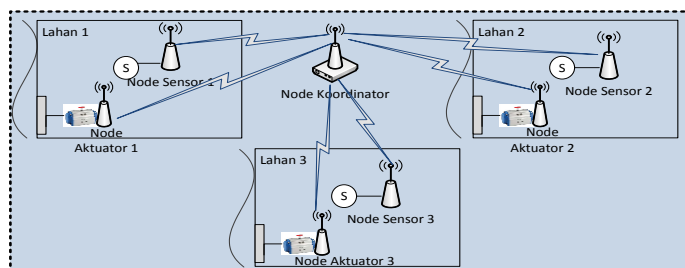 Lahan 1
S
Node Sensor 1
Node
Aktuator 1
Node Koordinator
Lahan 2
S
Node Sensor 2
Node
Aktuator 2
Lahan 3
S
Node Sensor 3
Node Aktuator 3